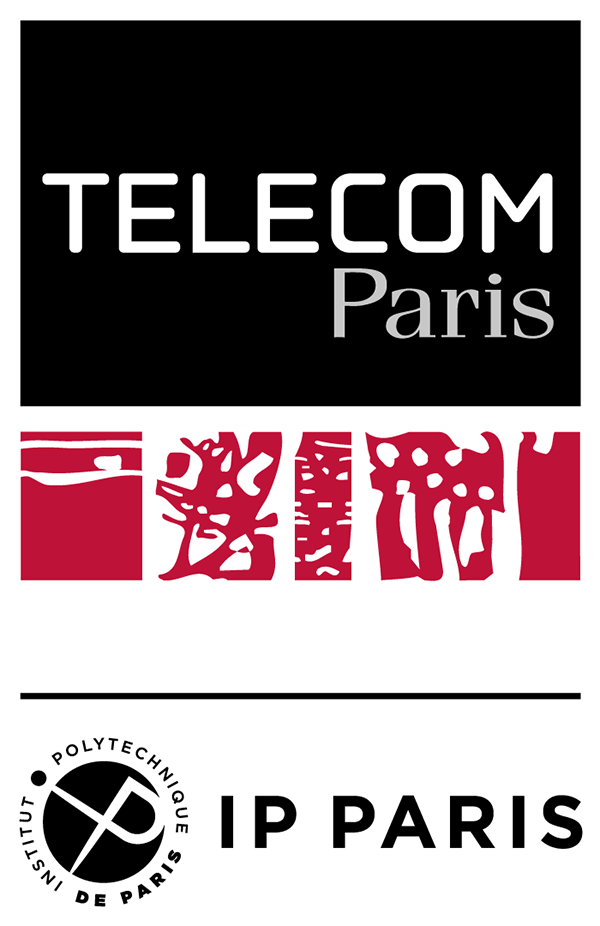 TELECOM
Paris
INSTITUT POLYTECHNIQUE DE PARIS
IP PARIS